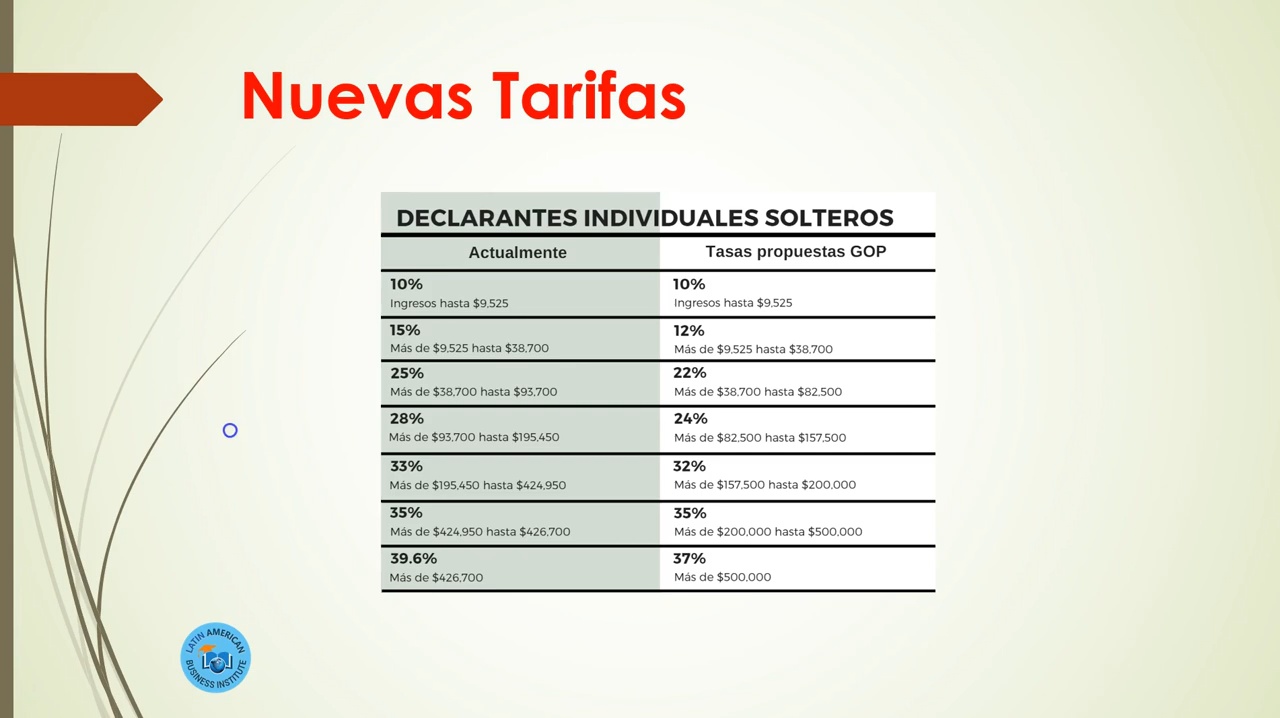 Nuevas Tarifas
DECLARANTES INDIVIDUALES SOLTEROS
Actualmente Tasas propuestas GOP
10% 10%
Ingresos hasta $9,525 Ingresos hasta $9,525
15% 12%
Más de $9,525 hasta $38,700 Más de $9,525 hasta $38,700
25% 22%
Más de $38,700 hasta $93,700 Más de $38,700 hasta $82,500
28% 24%
Más de $93,700 hasta $195,450 Más de $82,500 hasta $157,500
33% 32%
Más de $195,450 hasta $424,950 Más de $157,500 hasta $200,000
35% 35%
Más de $424,950 hasta $426,700 Más de $200,000 hasta $500,000
39.6% 37%
Más de $426,700 Más de $500,000
LATIN AMERICAN
BUSINESS INSTITUTE